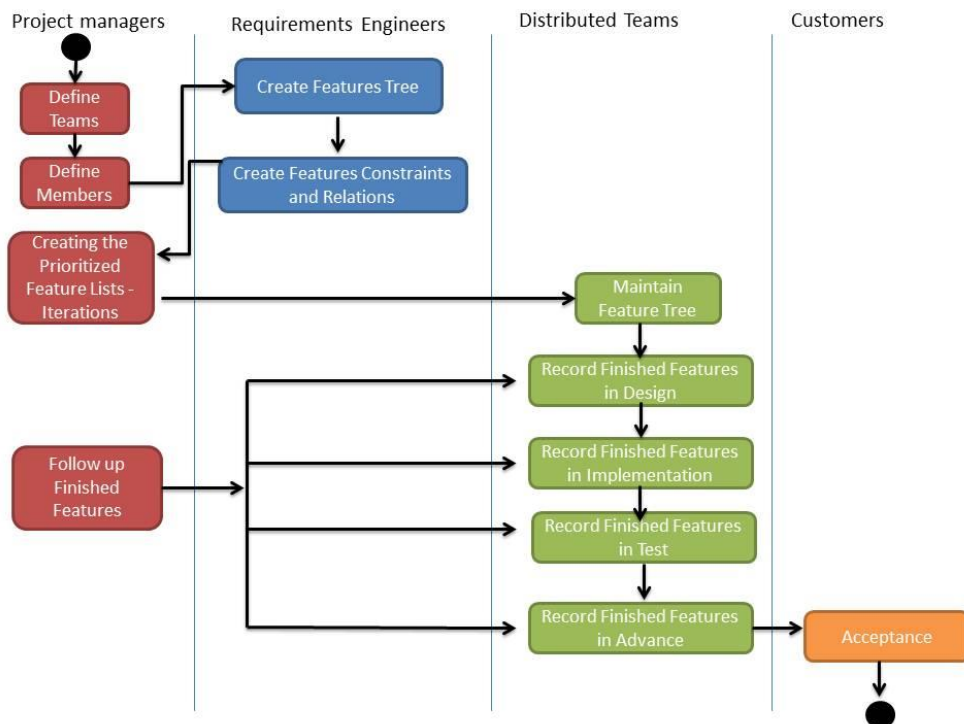 Project managers
Requirements Engineers
Distributed Teams
Customers
Define
Teams
Define
Members
Create Features Tree
Create Features Constraints
and Relations
Creating the
Prioritized
Feature Lists -
Iterations
Maintain
Feature Tree
Record Finished Features
in Design
Follow up
Finished
Features
Record Finished Features
in Implementation
Record Finished Features
in Test
Record Finished Features
in Advance
Acceptance